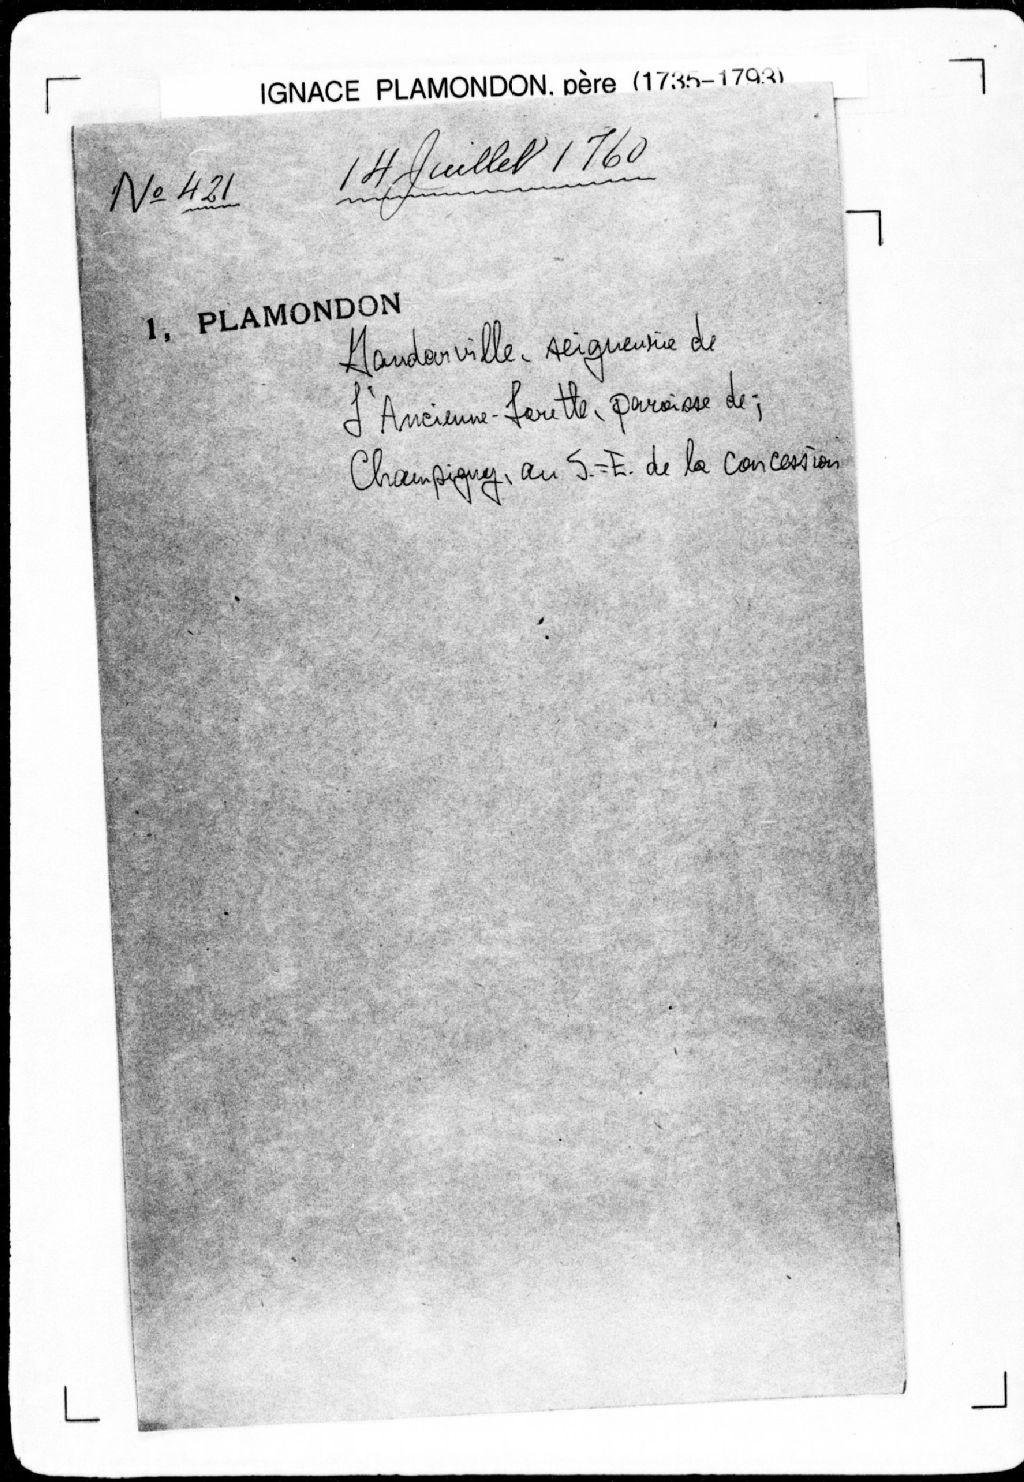 IGNACE PLAMONDON, père (1735-1793)
No 421
14 Juillet 1760
1, PLAMONDON
Gaudarville, seigneurie de
L'Ancienne-Lorette, paroisse de;
Champigny, au S.-E. de la concession